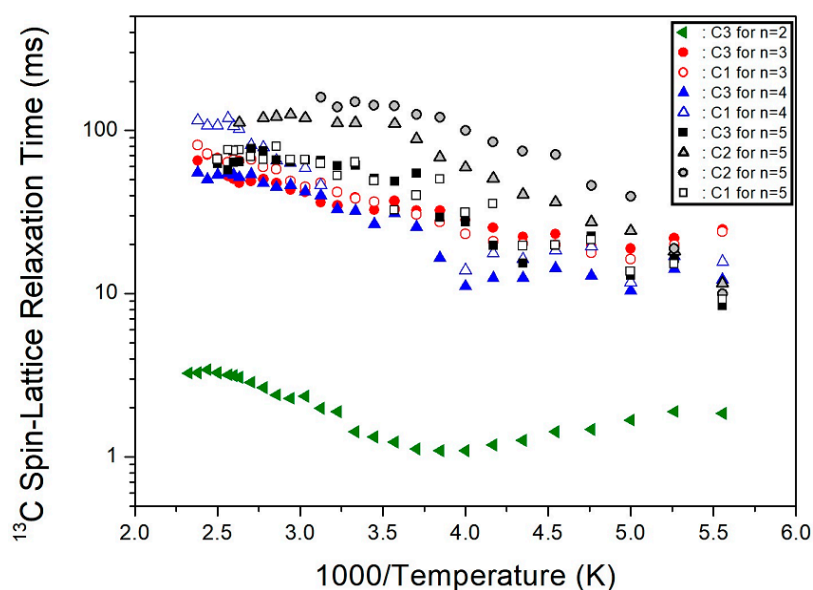 ¹³C Spin-Lattice Relaxation Time (ms)
100
10
1
2.0 2.5 3.0 3.5 4.0 4.5 5.0 5.5 6.0
1000/Temperature (K)
: C3 for n=2
: C3 for n=3
: C1 for n=3
: C3 for n=4
: C1 for n=4
: C3 for n=5
: C2 for n=5
: C2 for n=5
: C1 for n=5